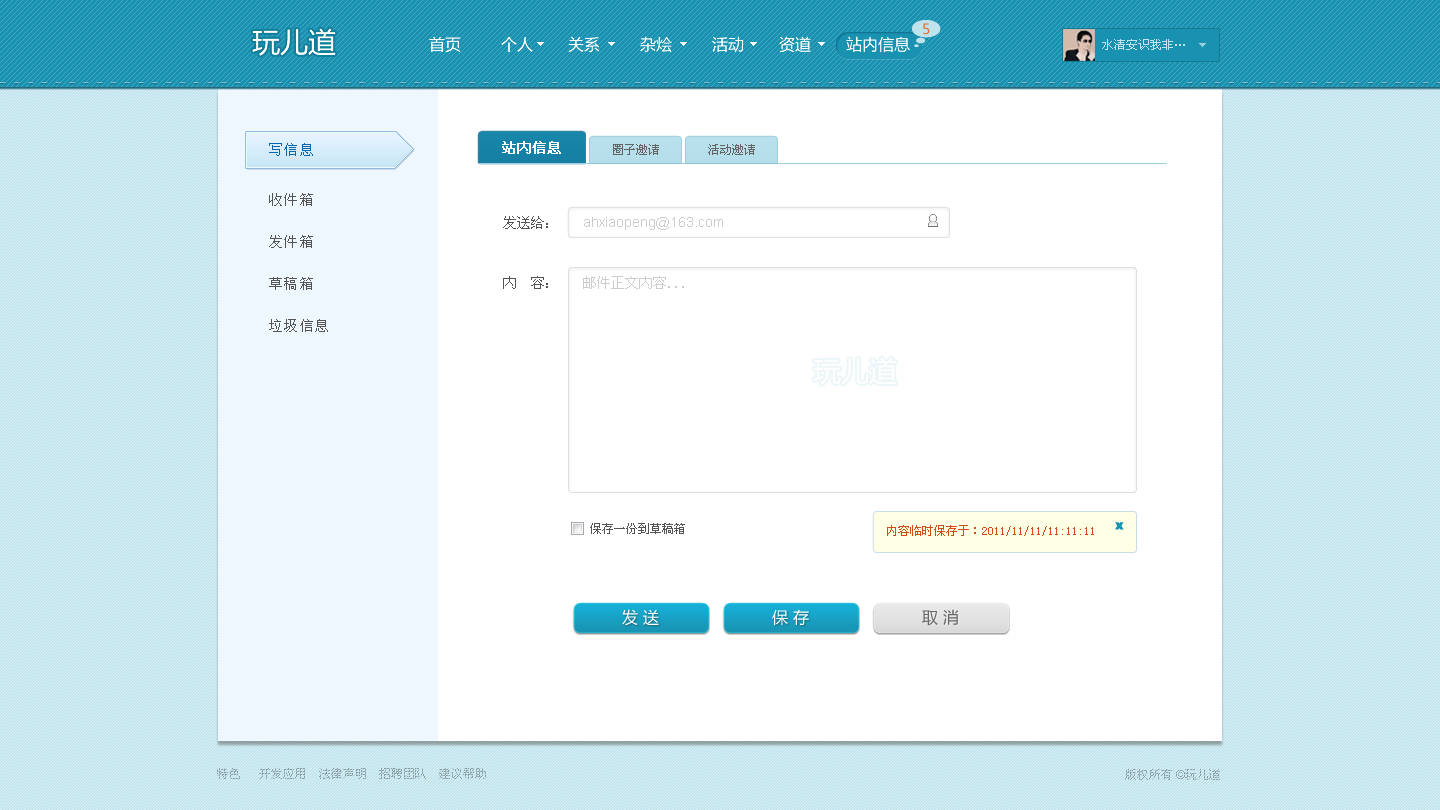 玩儿道
首页 个人 关系 杂烩 活动 资道 站内信息 5
水清安识我非…
写信息
收件箱
发件箱
草稿箱
垃圾信息
站内信息 圈子邀请 活动邀请
发送给: ahxiaopeng@163.com
内 容: 邮件正文内容...
玩儿道
保存一份到草稿箱
内容临时保存于：2011/11/11/11:11:11
发送 保存 取消
特色 开发应用 法律声明 招聘团队 建议帮助
版权所有 ©玩儿道